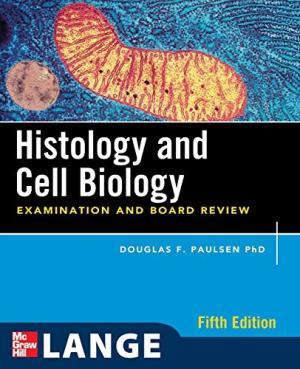 Histology and
Cell Biology
EXAMINATION AND BOARD REVIEW
DOUGLAS F. PAULSEN PhD
Fifth Edition
Mc
Graw
Hill
LANGE